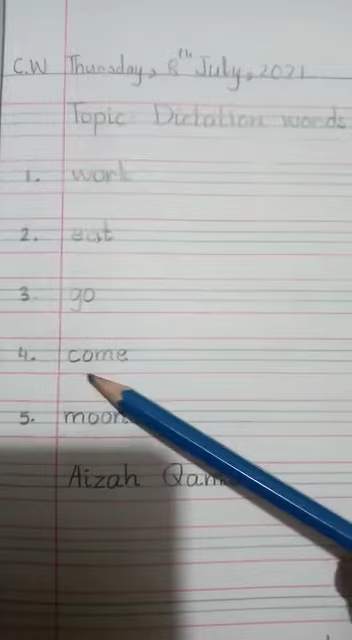 C.W Thursday, 8th July, 2021
Topic Dictation words
1. work
2. eat
3. go
4. come
5. moon
Aizah